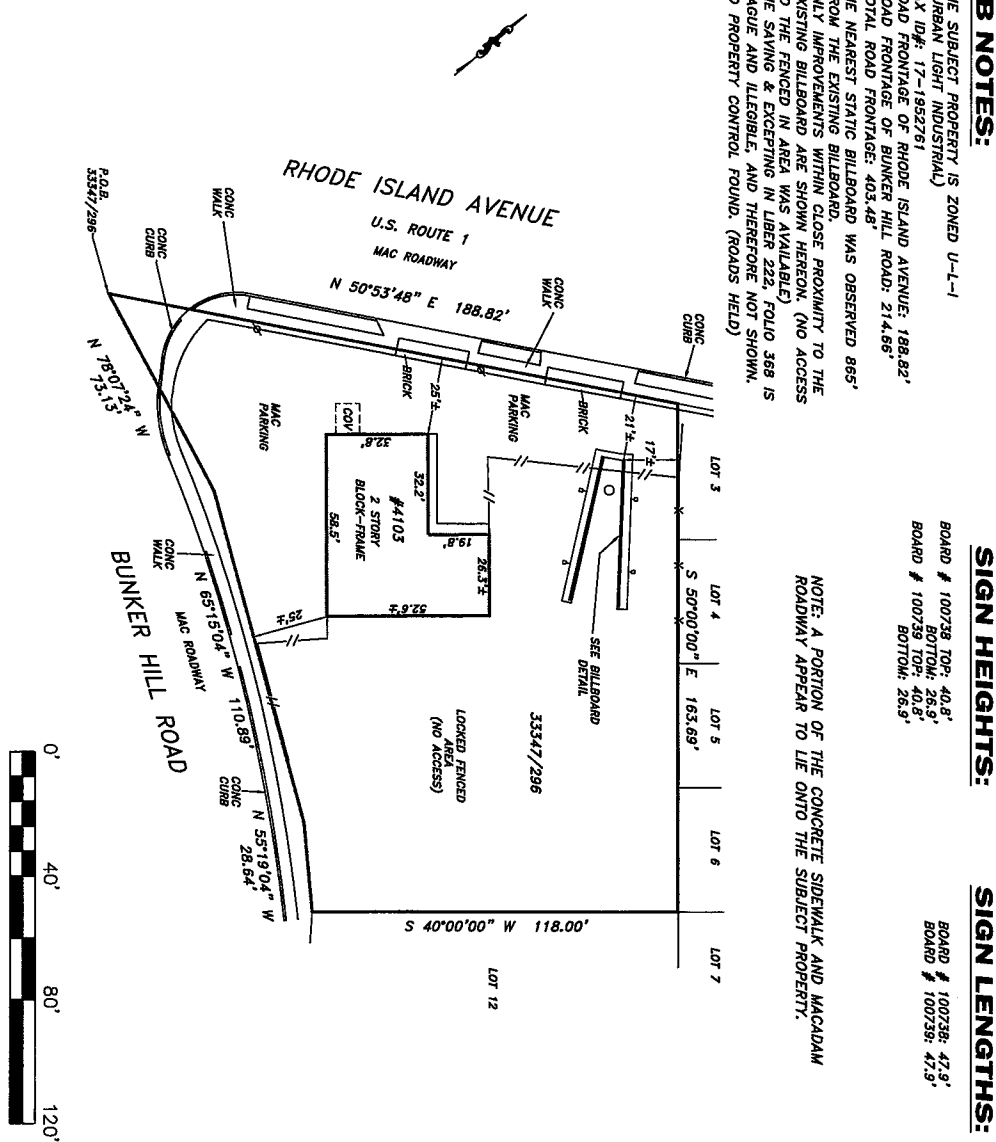 B NOTES:
HE SUBJECT PROPERTY IS ZONED U-L-I
URBAN LIGHT INDUSTRIAL)
AX ID#: 17-1952761
OAD FRONTAGE OF RHODE ISLAND AVENUE: 188.82'
OAD FRONTAGE OF BUNKER HILL ROAD: 214.66'
OTAL ROAD FRONTAGE: 403.48'
HE NEAREST STATIC BILLBOARD WAS OBSERVED 865'
FROM THE EXISTING BILLBOARD.
NLY IMPROVEMENTS WITHIN CLOSE PROXIMITY TO THE
XISTING BILLBOARD ARE SHOWN HEREON. (NO ACCESS
O THE FENCED IN AREA WAS AVAILABLE)
HE SAVING & EXCEPTING IN LIBER 222, FOLIO 368 IS
AGUE AND ILLEGIBLE, AND THEREFORE NOT SHOWN.
O PROPERTY CONTROL FOUND. (ROADS HELD)
SIGN HEIGHTS:
BOARD # 100738 TOP: 40.8'
BOTTOM: 26.9'
BOARD # 100739 TOP: 40.8'
BOTTOM: 26.9'
SIGN LENGTHS:
BOARD # 100738: 47.9'
BOARD # 100739: 47.9'
NOTE: A PORTION OF THE CONCRETE SIDEWALK AND MACADAM
ROADWAY APPEAR TO LIE ONTO THE SUBJECT PROPERTY.
RHODE ISLAND AVENUE
U.S. ROUTE 1
MAC ROADWAY
N 50°53'48" E 188.82'
P.O.B.
33347/296
CONC
WALK
CONC
CURB
CONC
WALK
CONC
CURB
N 78°07'24" W
73.13'
MAC
PARKING
BRICK
25'±
MAC
PARKING
BRICK
21'±
17'±
COV
32.8'
32.2'
19.8'
26.3'±
58.5'
52.6'±
#4103
2 STORY
BLOCK-FRAME
25'±
SEE BILLBOARD
DETAIL
LOT 3
LOT 4
LOT 5
LOT 6
LOT 7
S 50°00'00" E 163.69'
33347/296
LOCKED FENCED
AREA
(NO ACCESS)
S 40°00'00" W 118.00'
LOT 12
CONC
WALK
N 65°15'04" W 110.89'
MAC ROADWAY
BUNKER HILL ROAD
CONC
CURB
N 55°19'04" W
28.64'
0'
40'
80'
120'